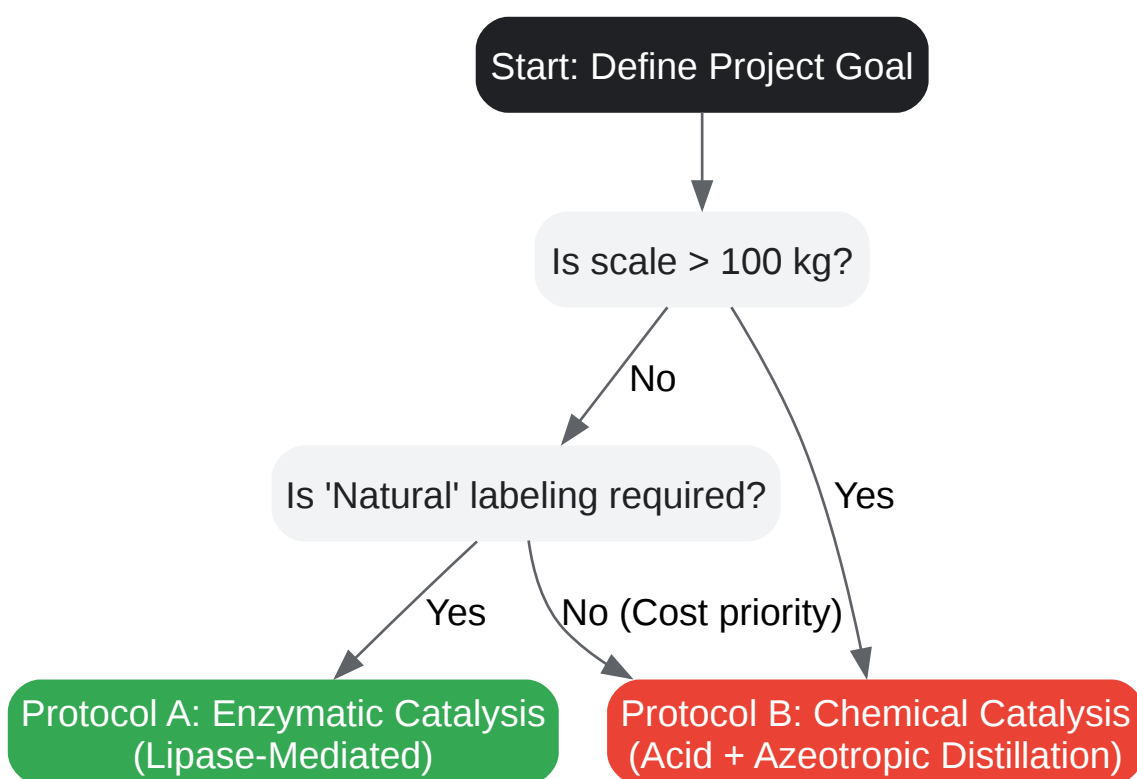 Start: Define Project Goal
Is scale > 100 kg?
No
Is 'Natural' labeling required?
Yes
Yes
No (Cost priority)
Protocol A: Enzymatic Catalysis
(Lipase-Mediated)
Protocol B: Chemical Catalysis
(Acid + Azeotropic Distillation)